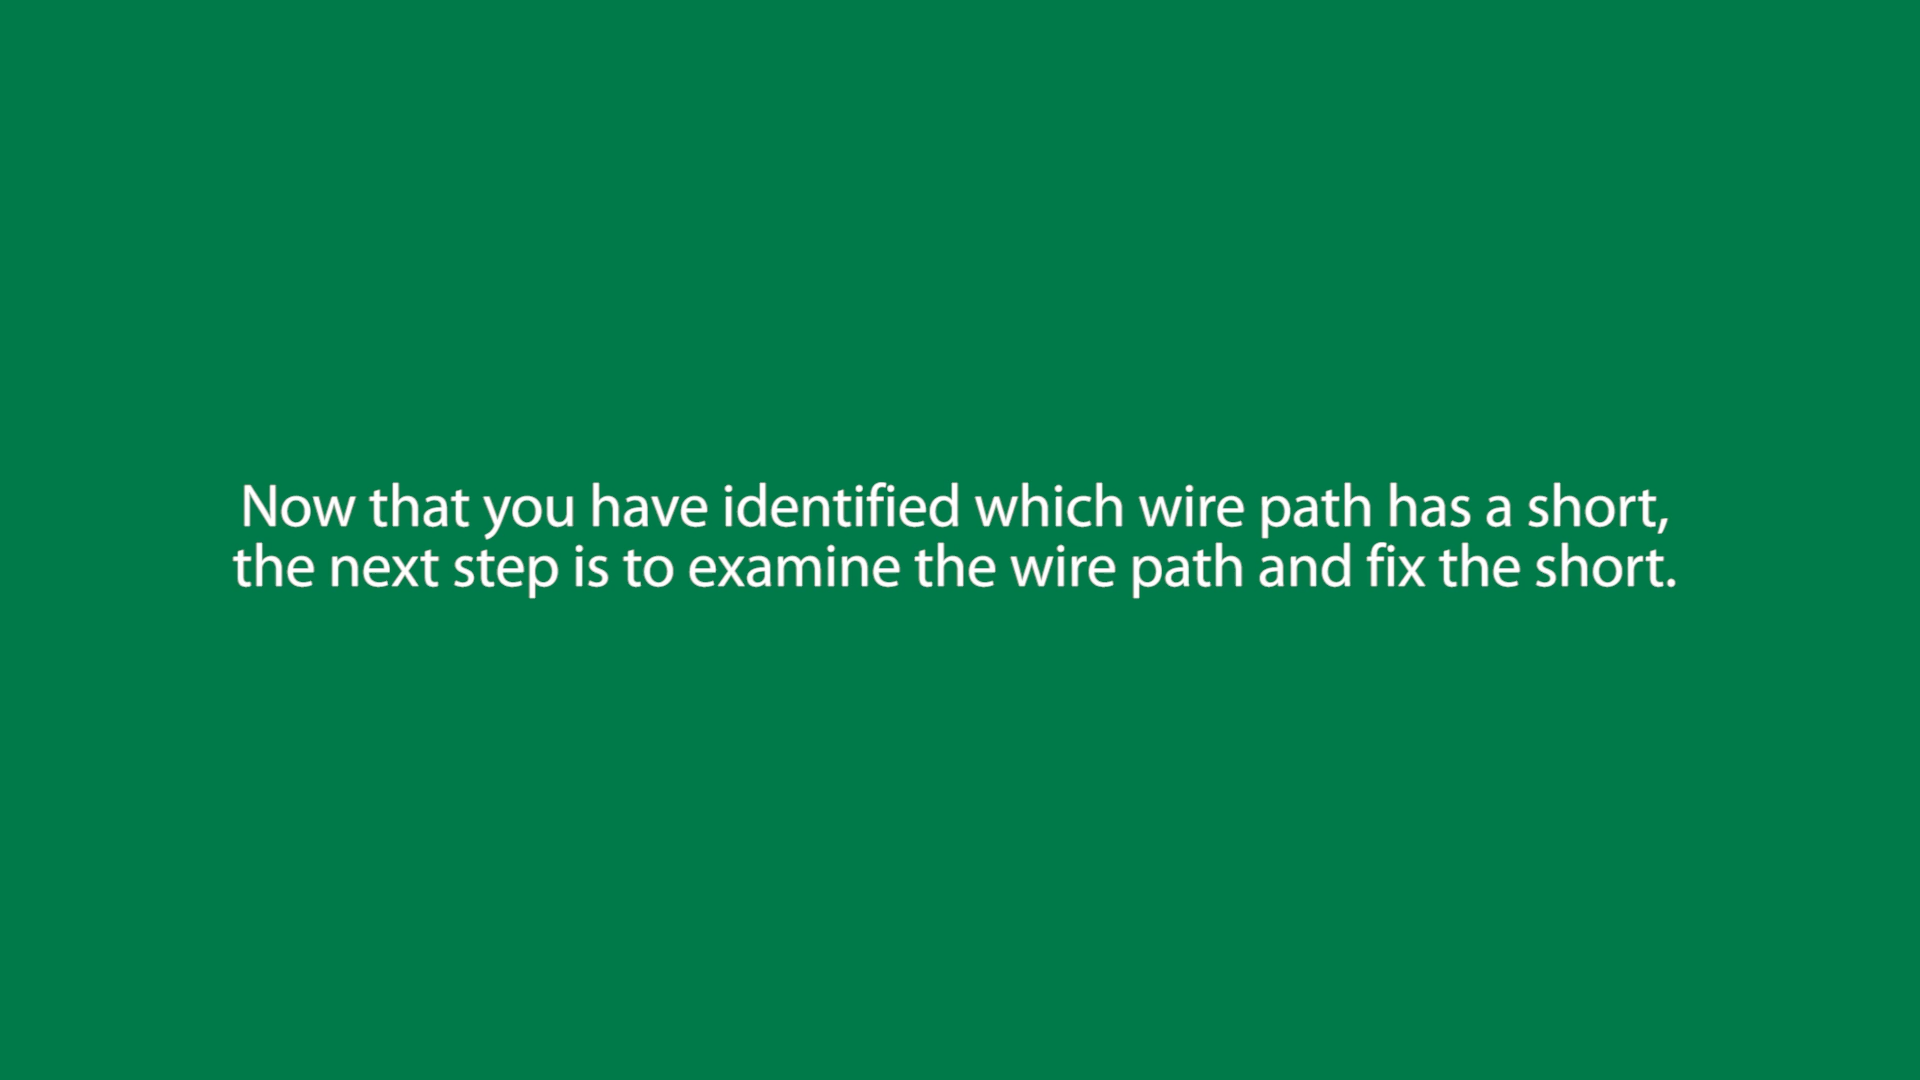 Now that you have identified which wire path has a short,
the next step is to examine the wire path and fix the short.